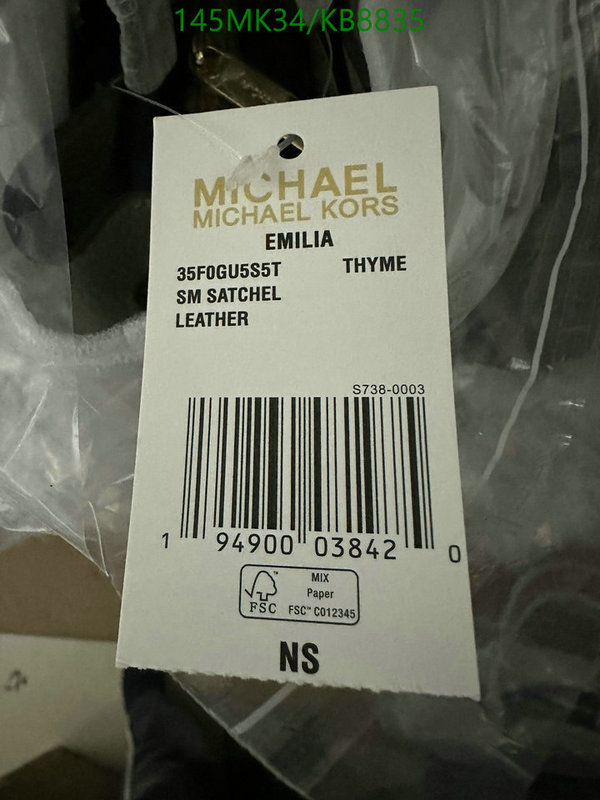 145MK34/KB8835
MICHAEL
MICHAEL KORS
EMILIA
35F0GU5S5T THYME
SM SATCHEL
LEATHER
S738-0003
1 94900 03842 0
FSC™
MIX
Paper
FSC™ C012345
NS